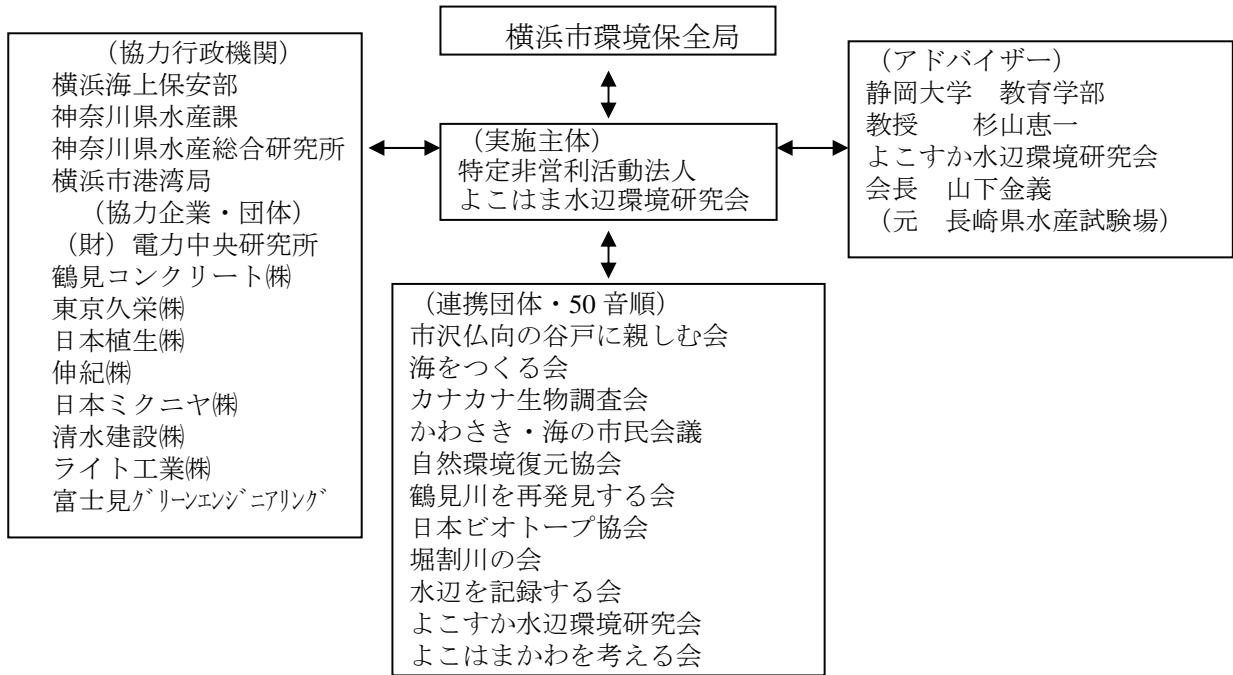 横浜市環境保全局
（協力行政機関）
横浜海上保安部
神奈川県水産課
神奈川県水産総合研究所
横浜市港湾局
（協力企業・団体）
（財）電力中央研究所
鶴見コンクリート㈱
東京久栄㈱
日本植生㈱
伸紀㈱
日本ミクニヤ㈱
清水建設㈱
ライト工業㈱
富士見ｸﾞﾘｰﾝｴﾝｼﾞﾆｱﾘﾝｸﾞ
（実施主体）
特定非営利活動法人
よこはま水辺環境研究会
（アドバイザー）
静岡大学　教育学部
教授　　杉山恵一
よこすか水辺環境研究会
会長　山下金義
（元　長崎県水産試験場）
（連携団体・50 音順）
市沢仏向の谷戸に親しむ会
海をつくる会
カナカナ生物調査会
かわさき・海の市民会議
自然環境復元協会
鶴見川を再発見する会
日本ビオトープ協会
堀割川の会
水辺を記録する会
よこすか水辺環境研究会
よこはまかわを考える会